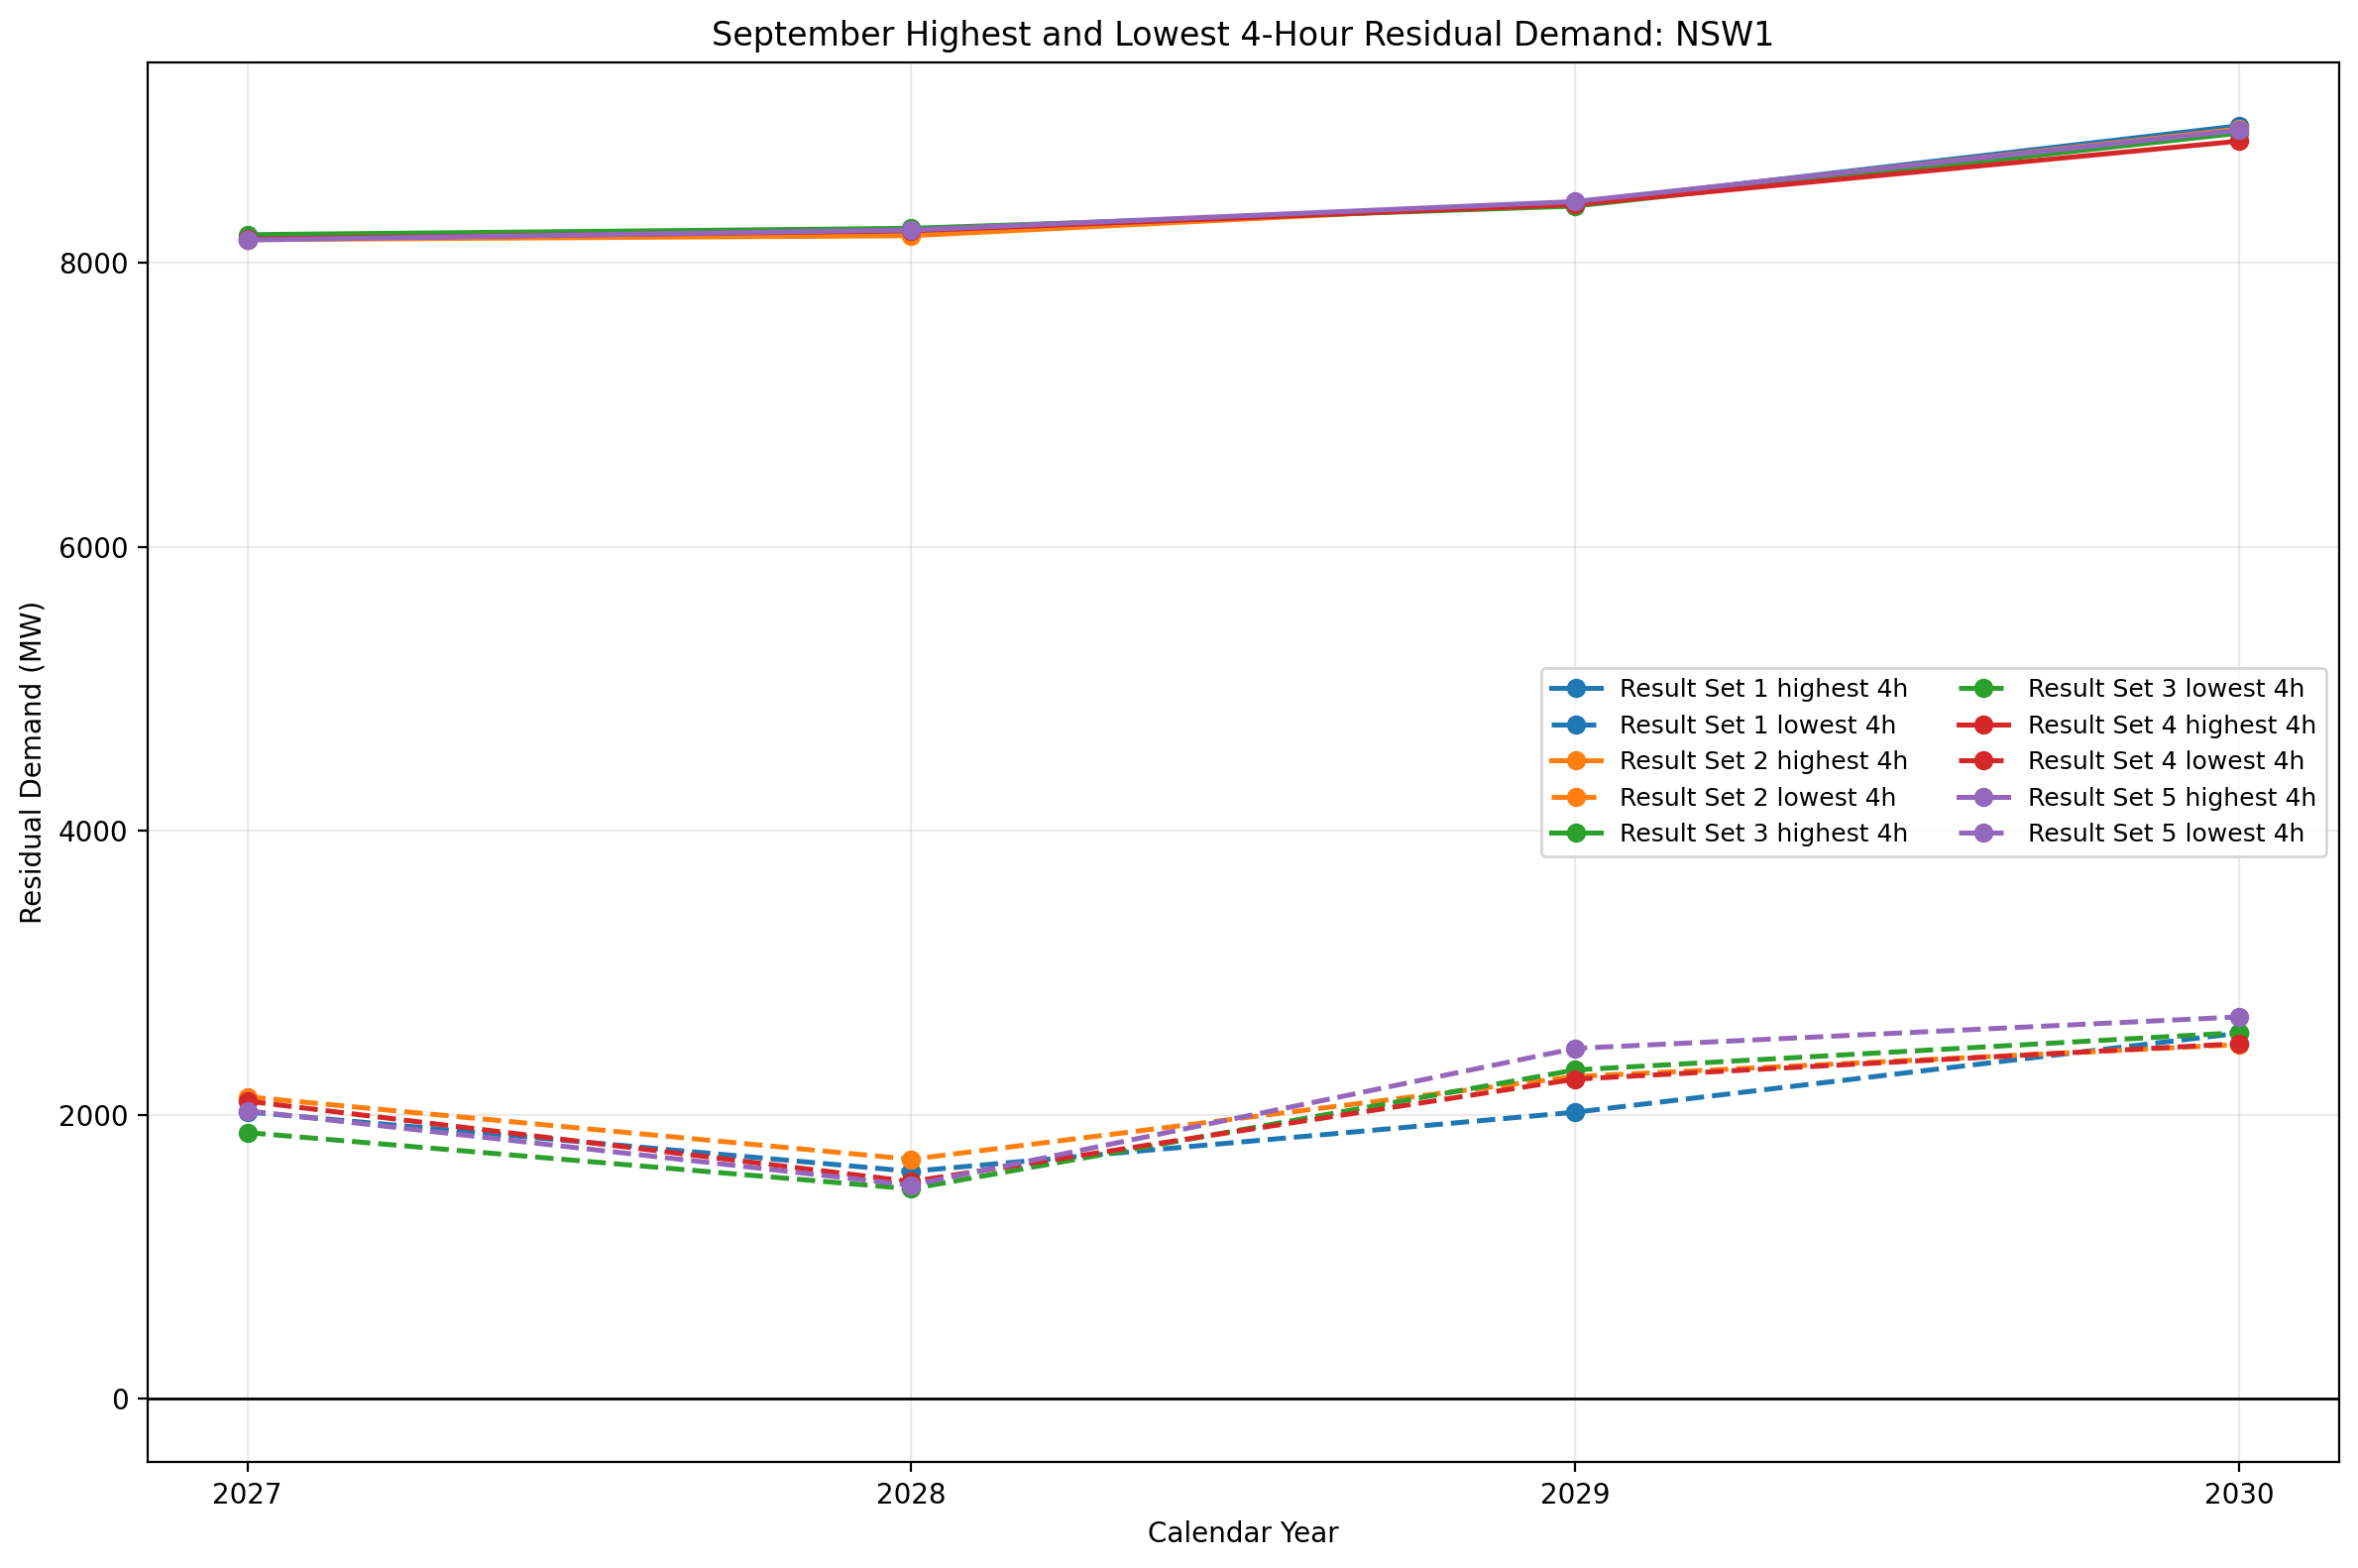 September Highest and Lowest 4-Hour Residual Demand: NSW1
Residual Demand (MW)
8000
6000
4000
2000
0
Result Set 1 highest 4h
Result Set 1 lowest 4h
Result Set 2 highest 4h
Result Set 2 lowest 4h
Result Set 3 highest 4h
Result Set 3 lowest 4h
Result Set 4 highest 4h
Result Set 4 lowest 4h
Result Set 5 highest 4h
Result Set 5 lowest 4h
2027 2028 2029 2030
Calendar Year